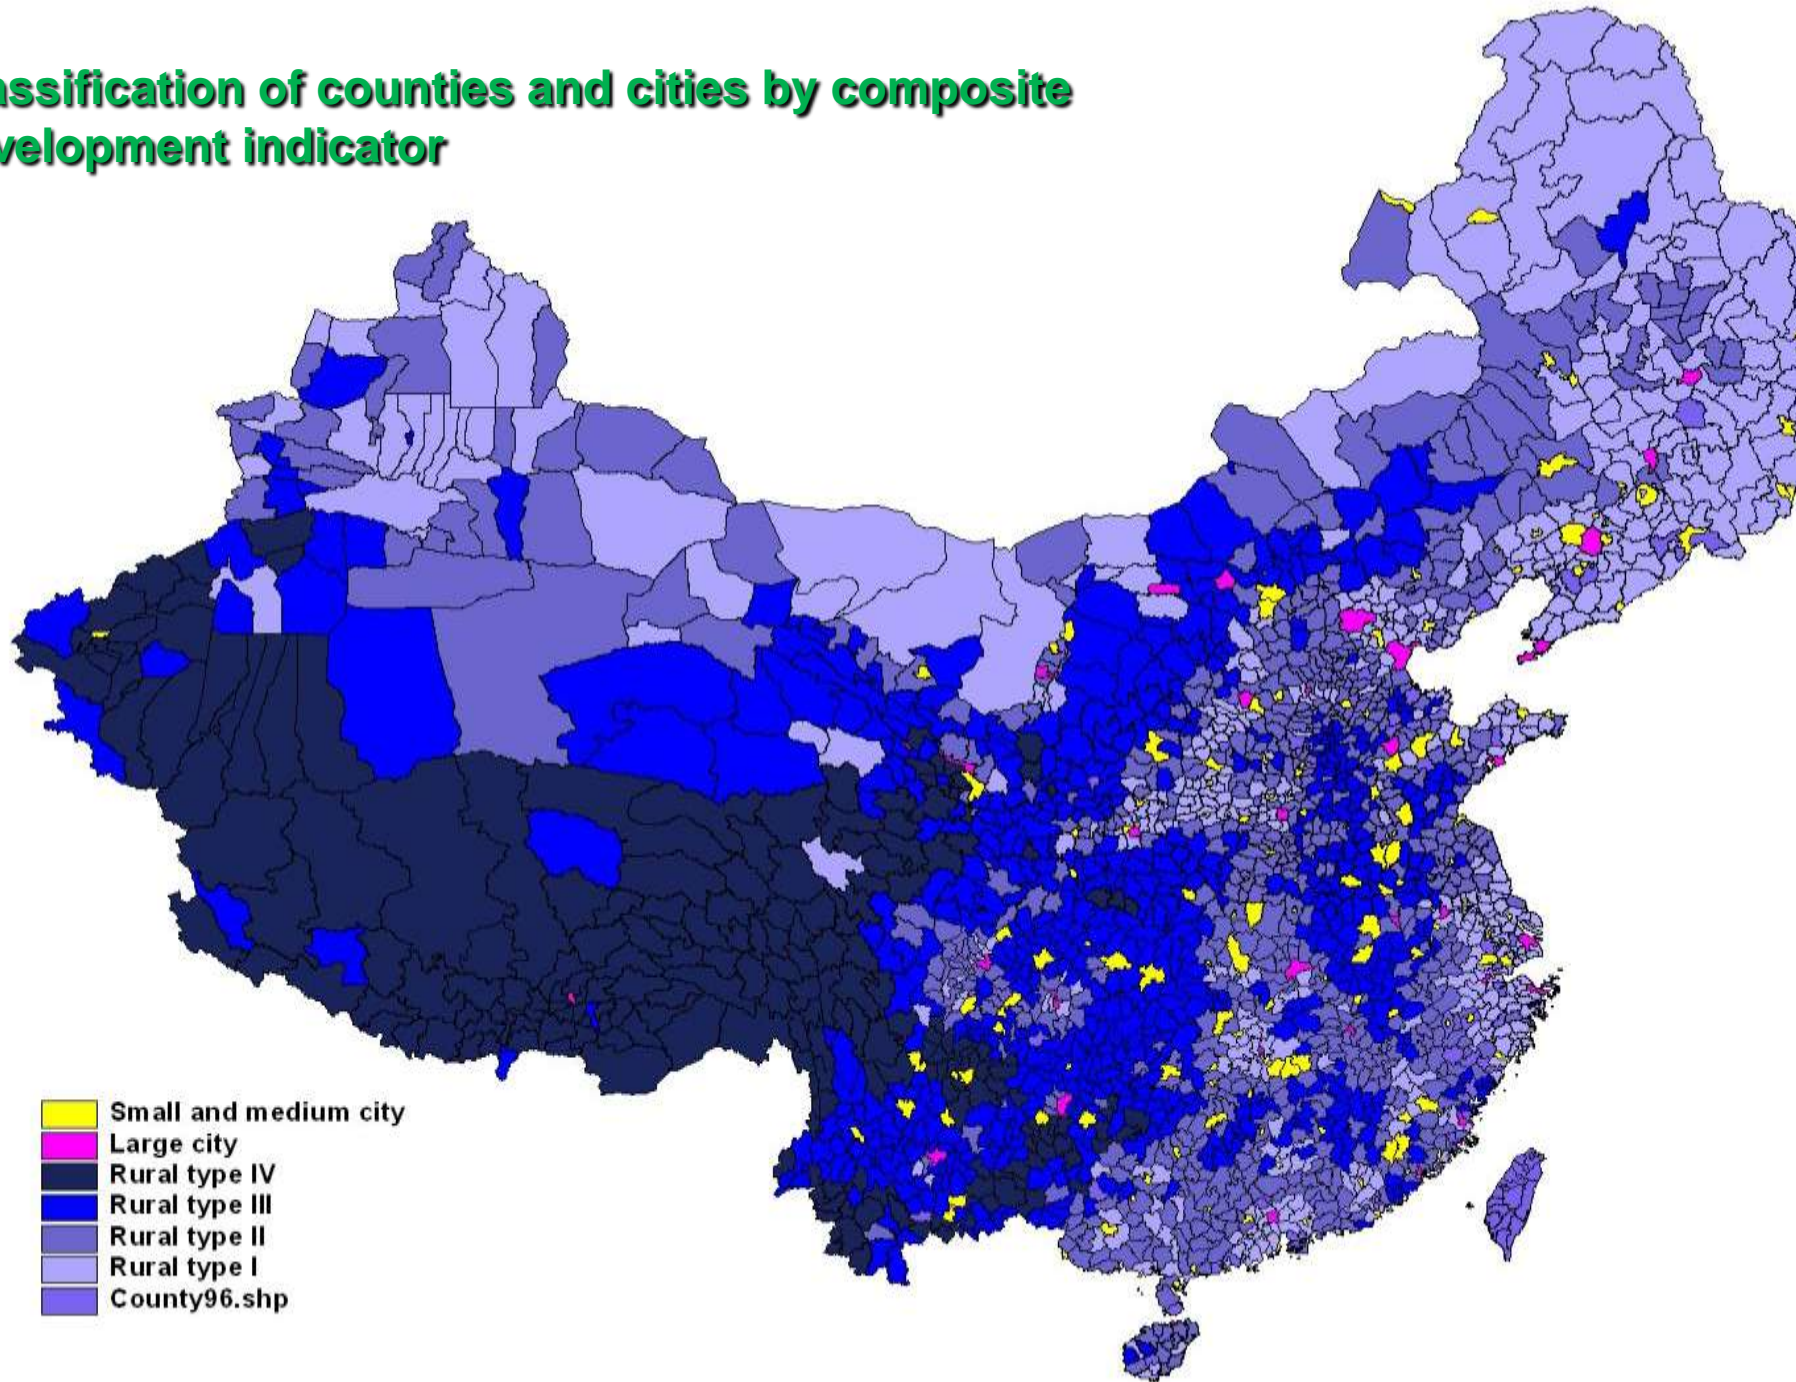 assification of counties and cities by composite
velopment indicator
Small and medium city
Large city
Rural type IV
Rural type III
Rural type II
Rural type I
County96.shp